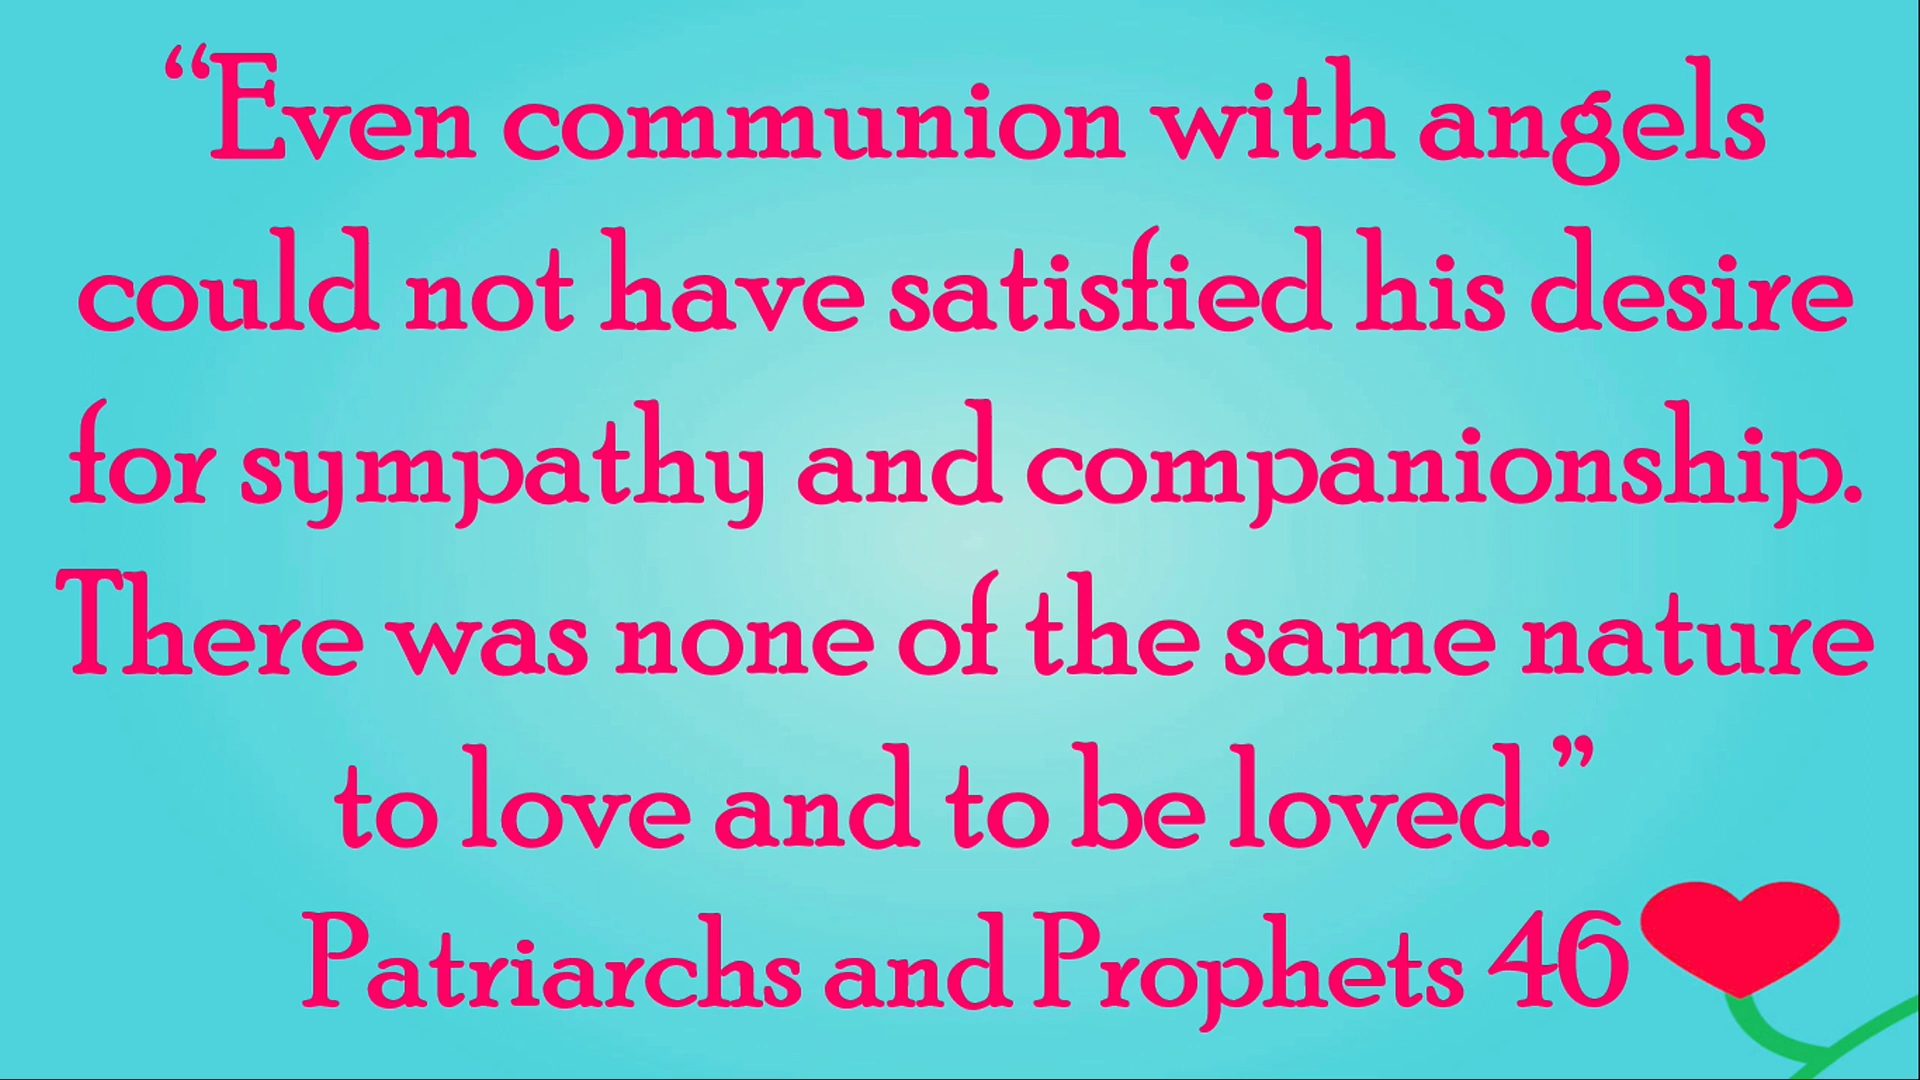 “Even communion with angels
could not have satisfied his desire
for sympathy and companionship.
There was none of the same nature
to love and to be loved.”
Patriarchs and Prophets 46